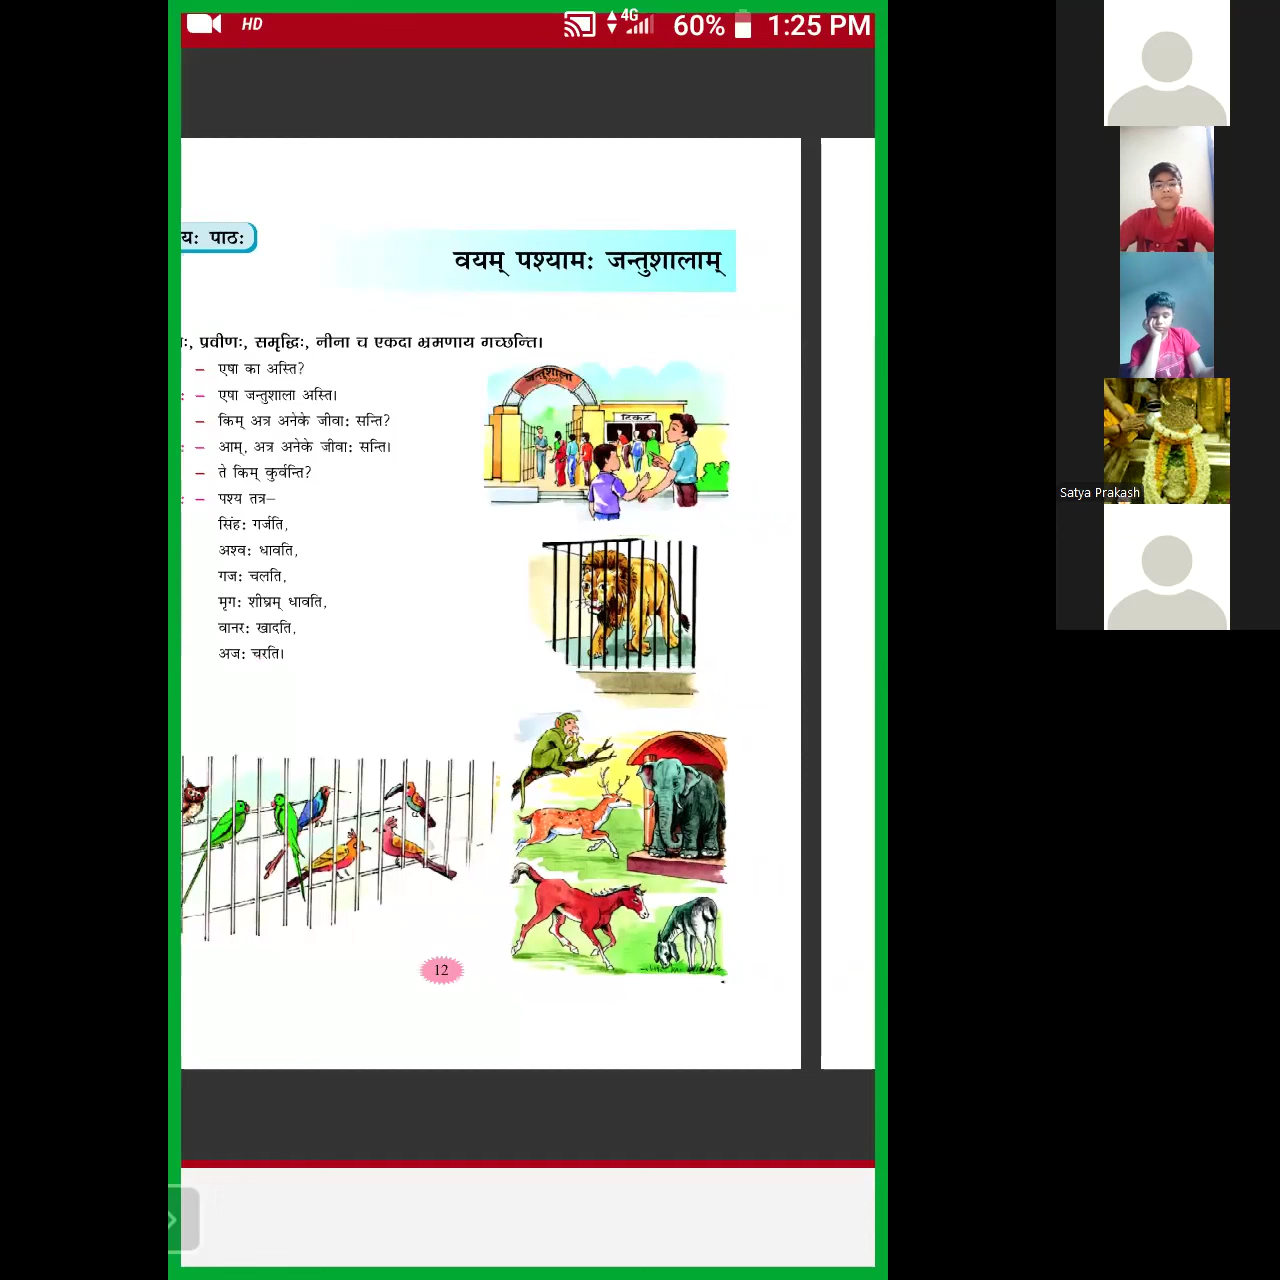 HD
4G
60%
1:25 PM
यः पाठः
वयम् पश्यामः जन्तुशालाम्
प्रवीणः, समृद्धिः, नीना च एकदा भ्रमणाय गच्छन्ति।
– एषा का अस्ति?
: – एषा जन्तुशाला अस्ति।
– किम् अत्र अनेके जीवाः सन्ति?
: – आम्, अत्र अनेके जीवाः सन्ति।
– ते किम् कुर्वन्ति?
: – पश्य तत्र–
सिंहः गर्जति,
अश्वः धावति,
गजः चलति,
मृगः शीघ्रम् धावति,
वानरः खादति,
अजः चरति।
जन्तुशाला
टिकट
12
Satya Prakash